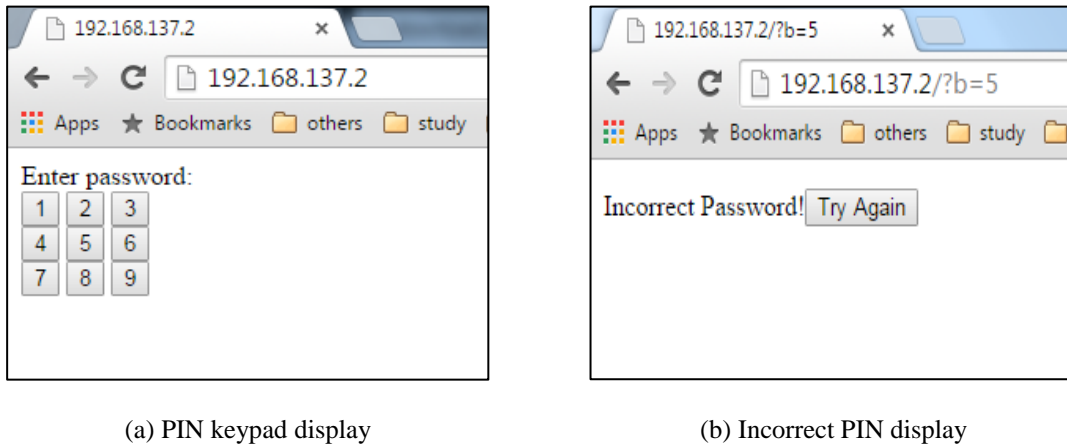 192.168.137.2 ×
192.168.137.2
Apps Bookmarks others study
Enter password:
1 2 3
4 5 6
7 8 9
(a) PIN keypad display
192.168.137.2/?b=5 ×
192.168.137.2/?b=5
Apps Bookmarks others study
Incorrect Password! Try Again
(b) Incorrect PIN display